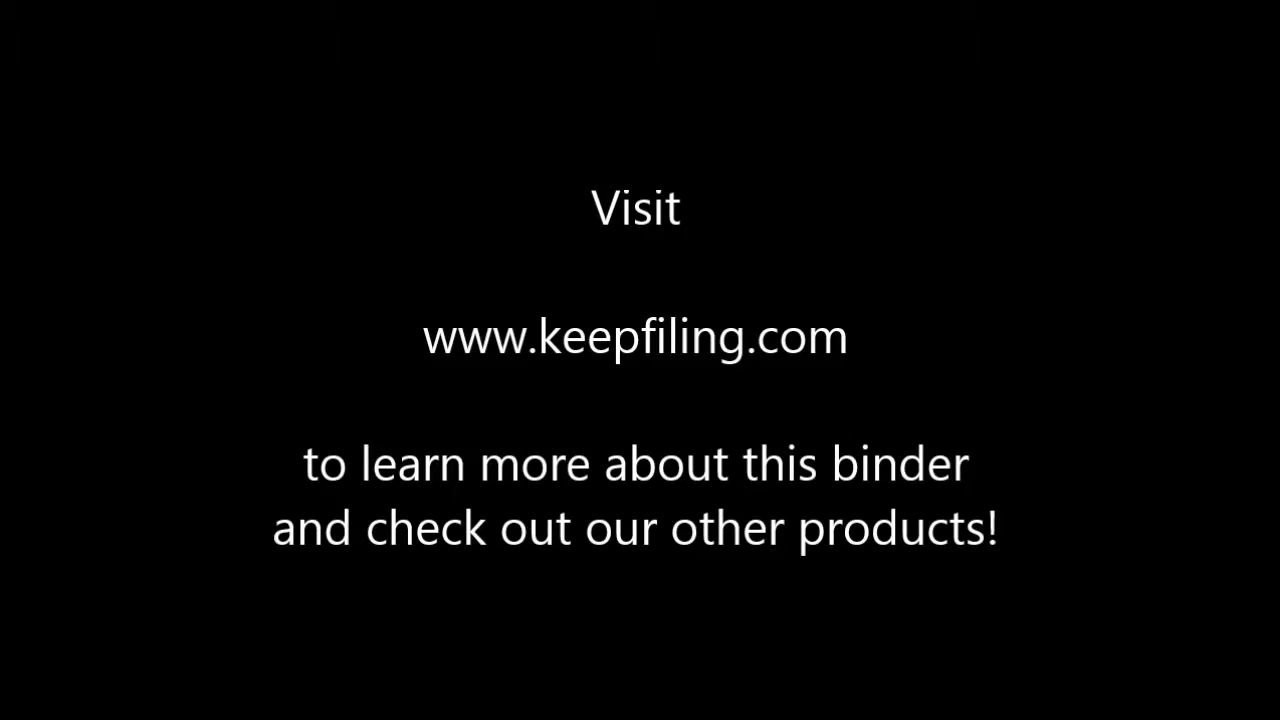 Visit
www.keepfiling.com
to learn more about this binder
and check out our other products!